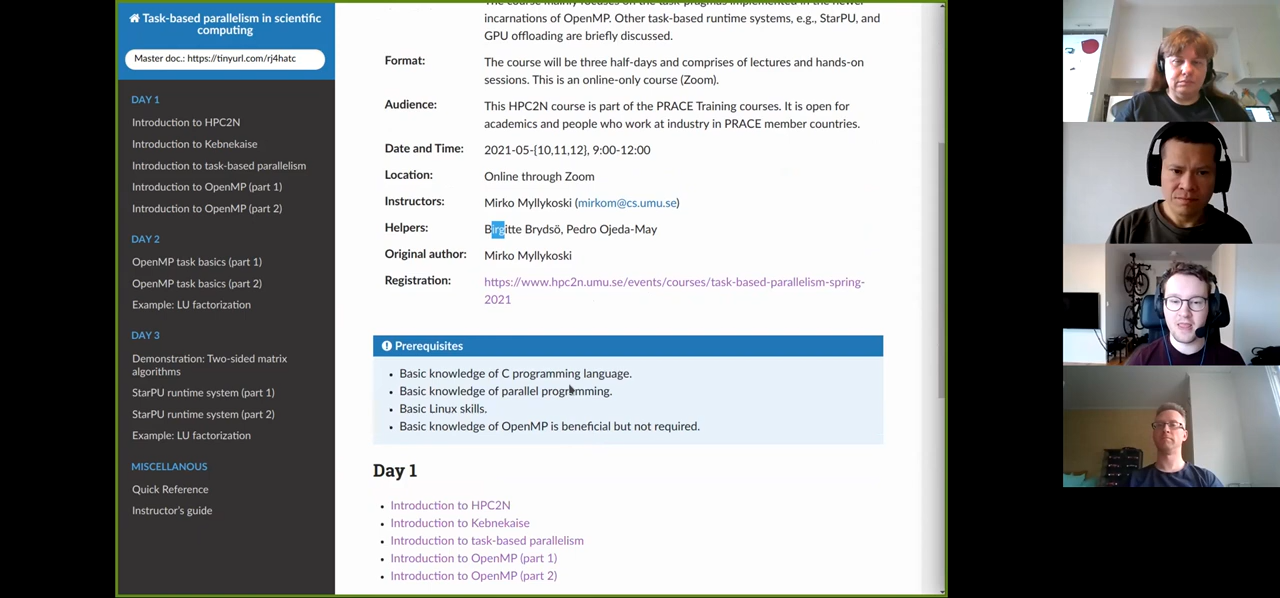 Task-based parallelism in scientific
computing
Master doc.: https://tinyurl.com/rj4hatc
DAY 1
Introduction to HPC2N
Introduction to Kebnekaise
Introduction to task-based parallelism
Introduction to OpenMP (part 1)
Introduction to OpenMP (part 2)
DAY 2
OpenMP task basics (part 1)
OpenMP task basics (part 2)
Example: LU factorization
DAY 3
Demonstration: Two-sided matrix
algorithms
StarPU runtime system (part 1)
StarPU runtime system (part 2)
Example: LU factorization
MISCELLANOUS
Quick Reference
Instructor's guide
The course mainly focuses on the task pragmas implemented in the newer
incarnations of OpenMP. Other task-based runtime systems, e.g., StarPU, and
GPU offloading are briefly discussed.
Format: The course will be three half-days and comprises of lectures and hands-on
sessions. This is an online-only course (Zoom).
Audience: This HPC2N course is part of the PRACE Training courses. It is open for
academics and people who work at industry in PRACE member countries.
Date and Time: 2021-05-{10,11,12}, 9:00-12:00
Location: Online through Zoom
Instructors: Mirko Myllykoski (mirkom@cs.umu.se)
Helpers: Birgitte Brydsö, Pedro Ojeda-May
Original author: Mirko Myllykoski
Registration: https://www.hpc2n.umu.se/events/courses/task-based-parallelism-spring-
2021
Prerequisites
• Basic knowledge of C programming language.
• Basic knowledge of parallel programming.
• Basic Linux skills.
• Basic knowledge of OpenMP is beneficial but not required.
Day 1
• Introduction to HPC2N
• Introduction to Kebnekaise
• Introduction to task-based parallelism
• Introduction to OpenMP (part 1)
• Introduction to OpenMP (part 2)